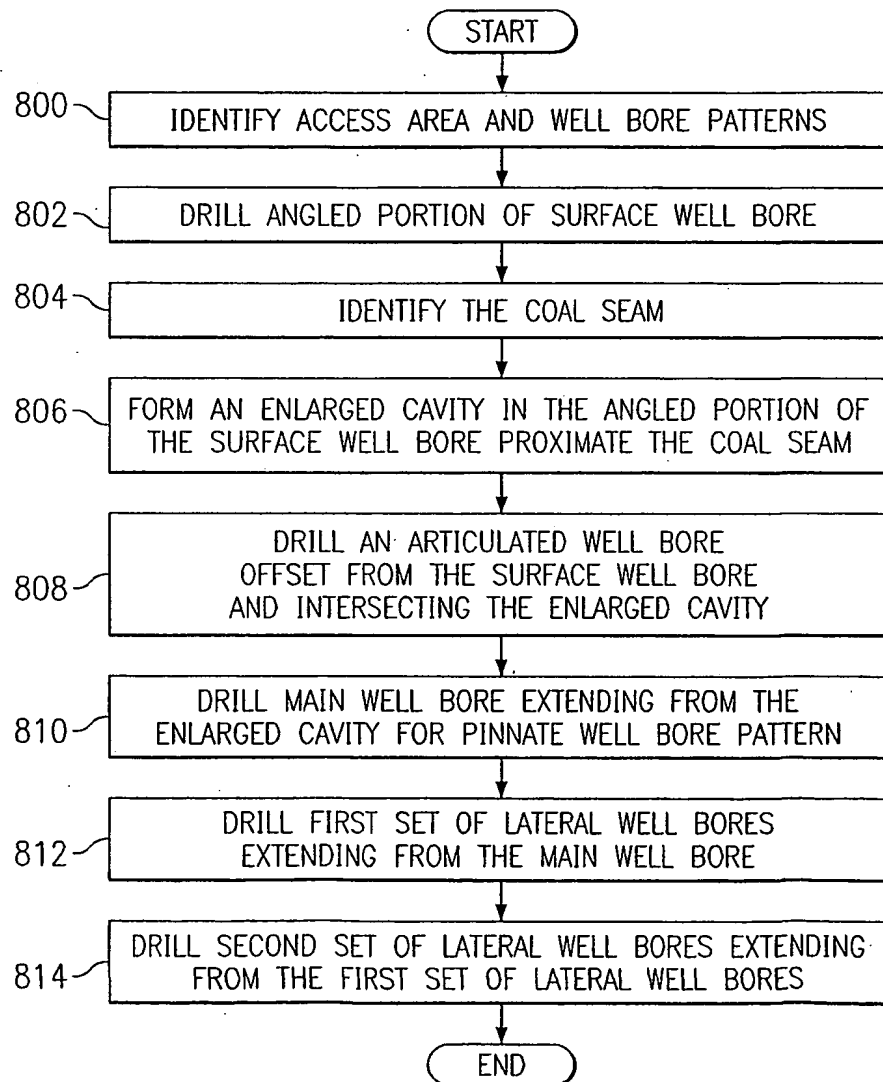 START
800
IDENTIFY ACCESS AREA AND WELL BORE PATTERNS
802
DRILL ANGLED PORTION OF SURFACE WELL BORE
804
IDENTIFY THE COAL SEAM
806
FORM AN ENLARGED CAVITY IN THE ANGLED PORTION OF
THE SURFACE WELL BORE PROXIMATE THE COAL SEAM
808
DRILL AN ARTICULATED WELL BORE
OFFSET FROM THE SURFACE WELL BORE
AND INTERSECTING THE ENLARGED CAVITY
810
DRILL MAIN WELL BORE EXTENDING FROM THE
ENLARGED CAVITY FOR PINNATE WELL BORE PATTERN
812
DRILL FIRST SET OF LATERAL WELL BORES
EXTENDING FROM THE MAIN WELL BORE
814
DRILL SECOND SET OF LATERAL WELL BORES EXTENDING
FROM THE FIRST SET OF LATERAL WELL BORES
END